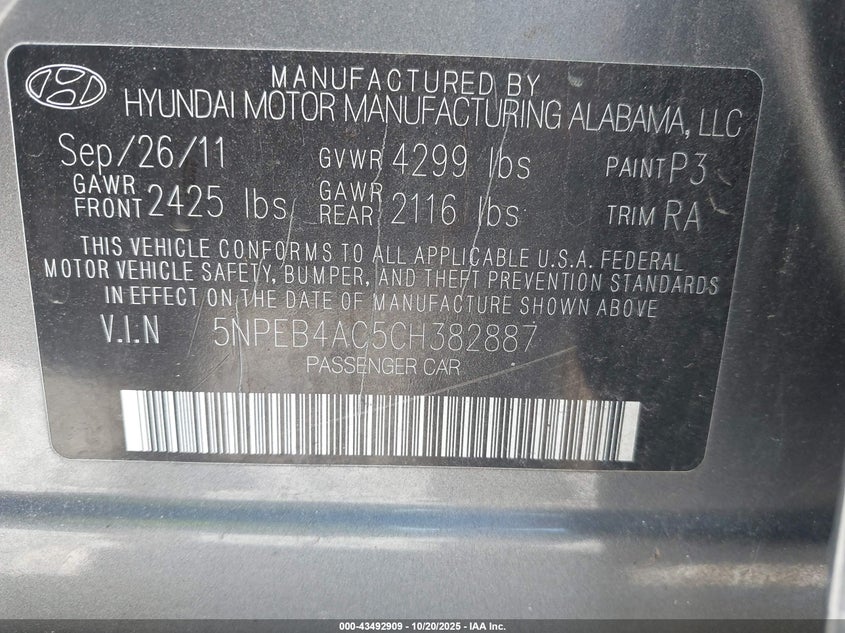 MANUFACTURED BY
HYUNDAI MOTOR MANUFACTURING ALABAMA, LLC
Sep/26/11 GVWR 4299 lbs PAINT P3
GAWR FRONT 2425 lbs GAWR REAR 2116 lbs TRIM RA
THIS VEHICLE CONFORMS TO ALL APPLICABLE U.S.A. FEDERAL
MOTOR VEHICLE SAFETY, BUMPER, AND THEFT PREVENTION STANDARDS
IN EFFECT ON THE DATE OF MANUFACTURE SHOWN ABOVE
V.I.N 5NPEB4AC5CH382887
PASSENGER CAR
000-43492909 | 10/20/2025 - IAA Inc.